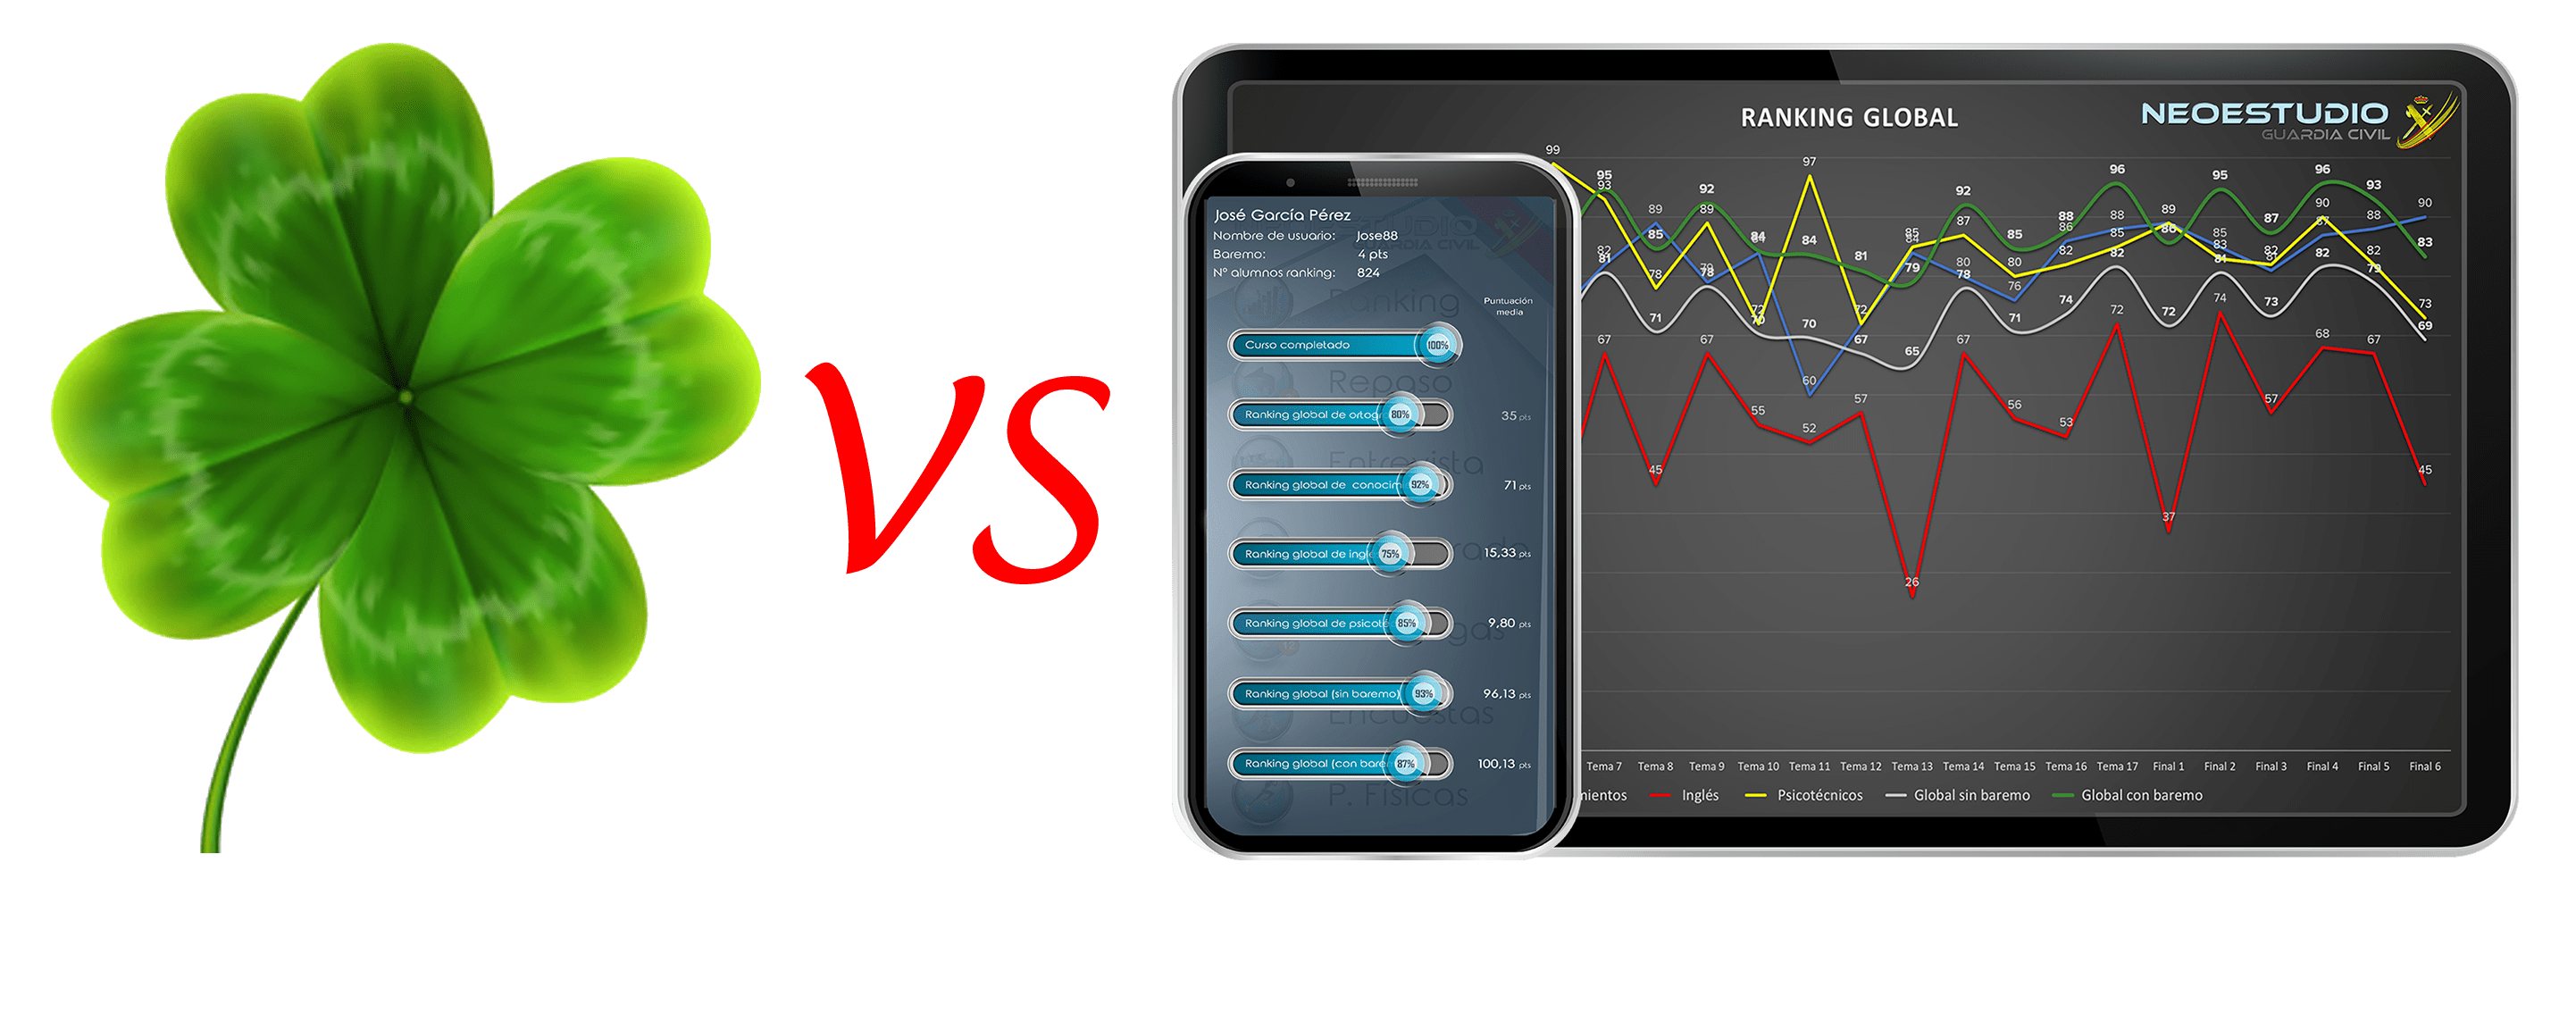 VS
José García Pérez
Nombre de usuario: Jose88
Baremo: 4 pts
Nº alumnos ranking: 824
Puntuación
media
Ranking
Curso completado 100%
Repaso
Ranking global de ortogr 80% 35 pts
Entrevista
Ranking global de conocim 92% 71 pts
Ranking global de ingl 75% 15,33 pts
Ranking global de psicoté 85% 9,80 pts
Ranking global (sin baremo) 93% 96,13 pts
Encuestas
Ranking global (con bare 87% 100,13 pts
P. Físicas
RANKING GLOBAL
NEOESTUDIO
GUARDIA CIVIL
99
95 93 82 81 67
89 85 78 71 45
92 89 79 78 67
84 84 72 70 55
97 84 70 60 52
81 72 67 57
85 84 79 65 26
92 87 80 78 67
85 80 76 71 56
88 86 82 74 53
96 88 85 82 72
89 86 72 37
95 85 83 81 74
87 82 81 73 57
96 90 87 82 68
93 88 82 79 67
90 83 73 69 45
Tema 7 Tema 8 Tema 9 Tema 10 Tema 11 Tema 12 Tema 13 Tema 14 Tema 15 Tema 16 Tema 17 Final 1 Final 2 Final 3 Final 4 Final 5 Final 6
mientos Inglés Psicotécnicos Global sin baremo Global con baremo